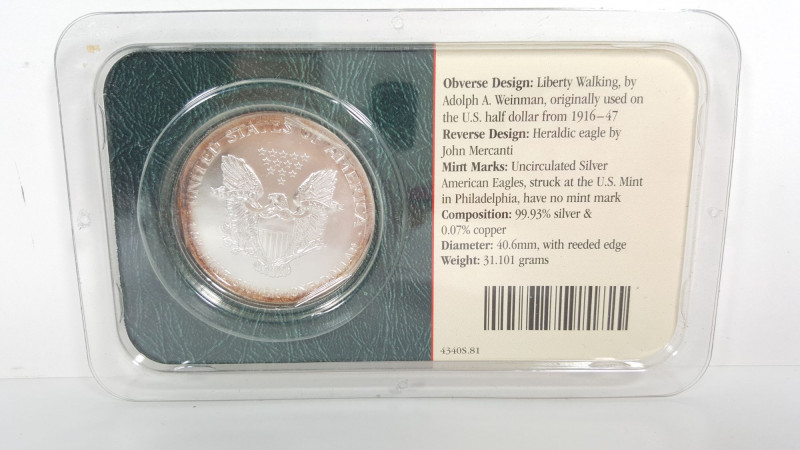 UNITED STATES OF AMERICA
Obverse Design: Liberty Walking, by
Adolph A. Weinman, originally used on
the U.S. half dollar from 1916–47
Reverse Design: Heraldic eagle by
John Mercanti
Mint Marks: Uncirculated Silver
American Eagles, struck at the U.S. Mint
in Philadelphia, have no mint mark
Composition: 99.93% silver &
0.07% copper
Diameter: 40.6mm, with reeded edge
Weight: 31.101 grams
4340S.81